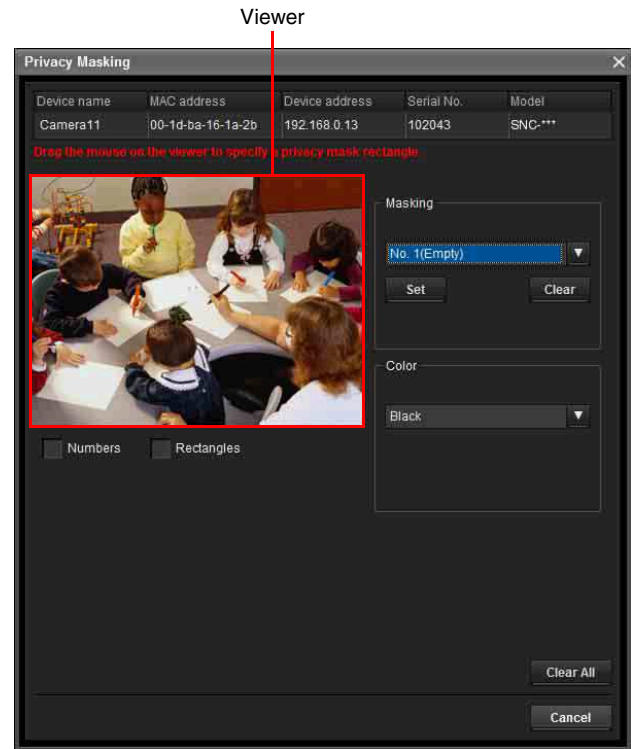 Viewer
Privacy Masking
Device name MAC address Device address Serial No. Model
Camera11 00-1d-ba-16-1a-2b 192.168.0.13 102043 SNC-***
Drag the mouse on the viewer to specify a privacy mask rectangle.
Masking
No. 1(Empty)
Set Clear
Color
Black
Numbers Rectangles
Clear All
Cancel